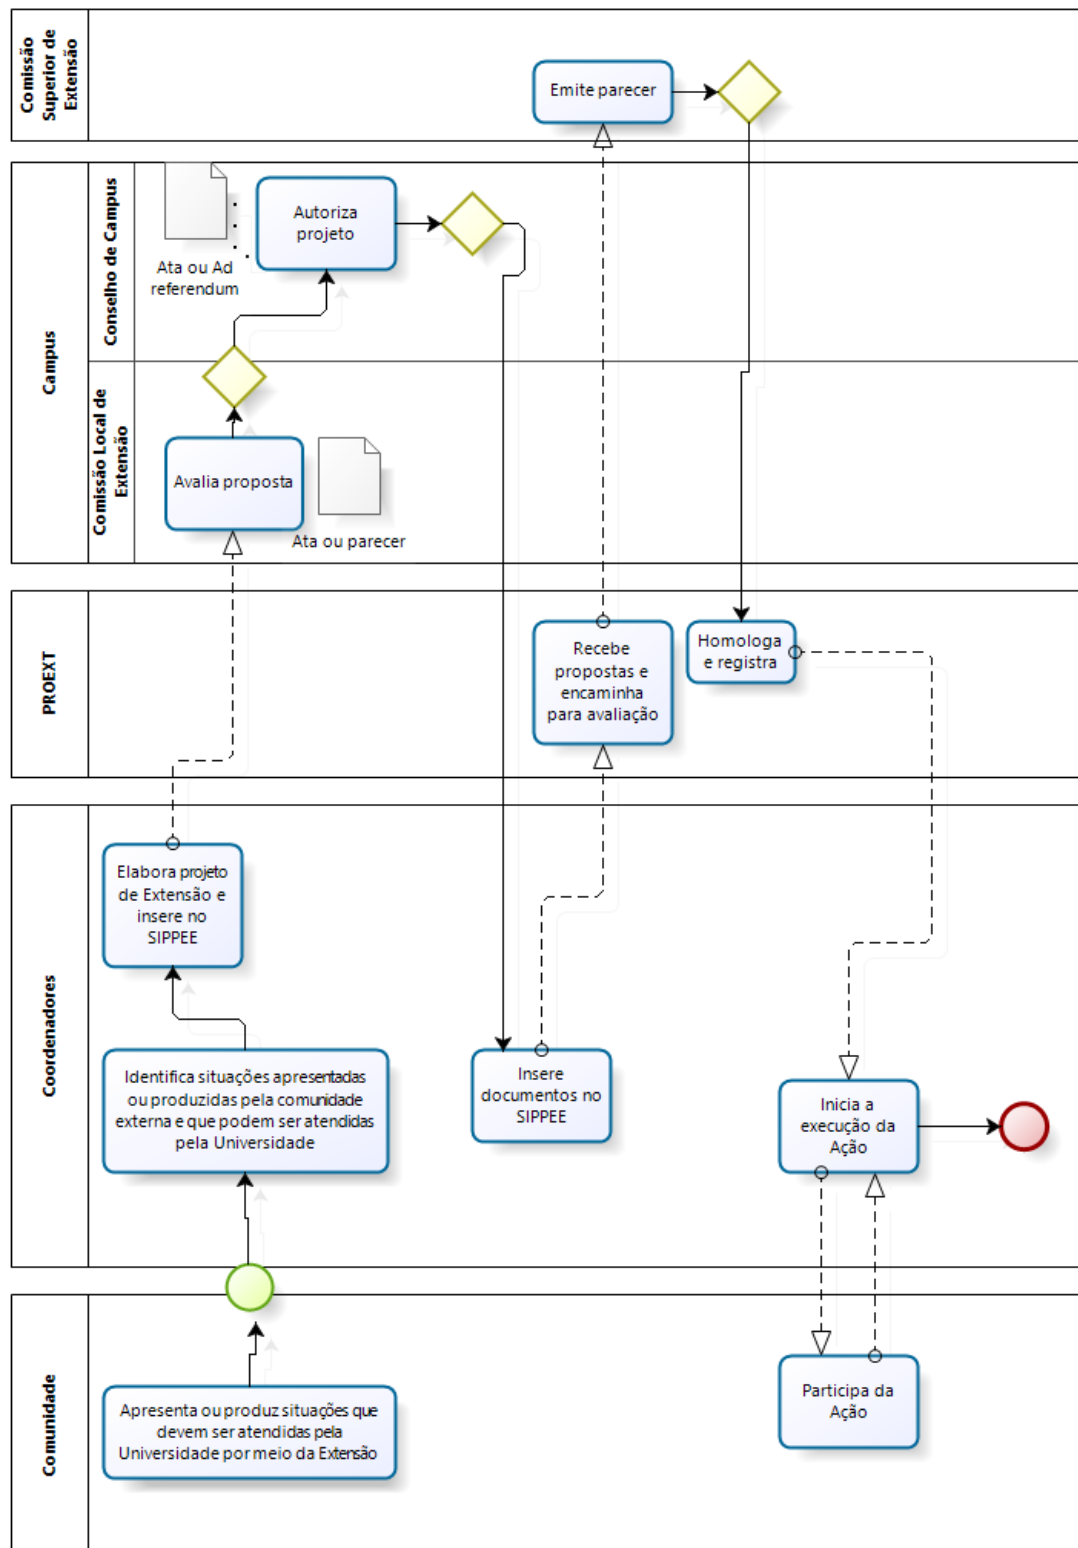 Comissão
Superior de
Extensão
Emite parecer
Campus
Conselho de Campus
Autoriza
projeto
Ata ou Ad
referendum
Comissão Local de
Extensão
Avalia proposta
Ata ou parecer
PROEXT
Recebe
propostas e
encaminha
para avaliação
Homologa
e registra
Coordenadores
Elabora projeto
de Extensão e
insere no
SIPPEE
Identifica situações apresentadas
ou produzidas pela comunidade
externa e que podem ser atendidas
pela Universidade
Insere
documentos no
SIPPEE
Inicia a
execução da
Ação
Comunidade
Apresenta ou produz situações que
devem ser atendidas pela
Universidade por meio da Extensão
Participa da
Ação